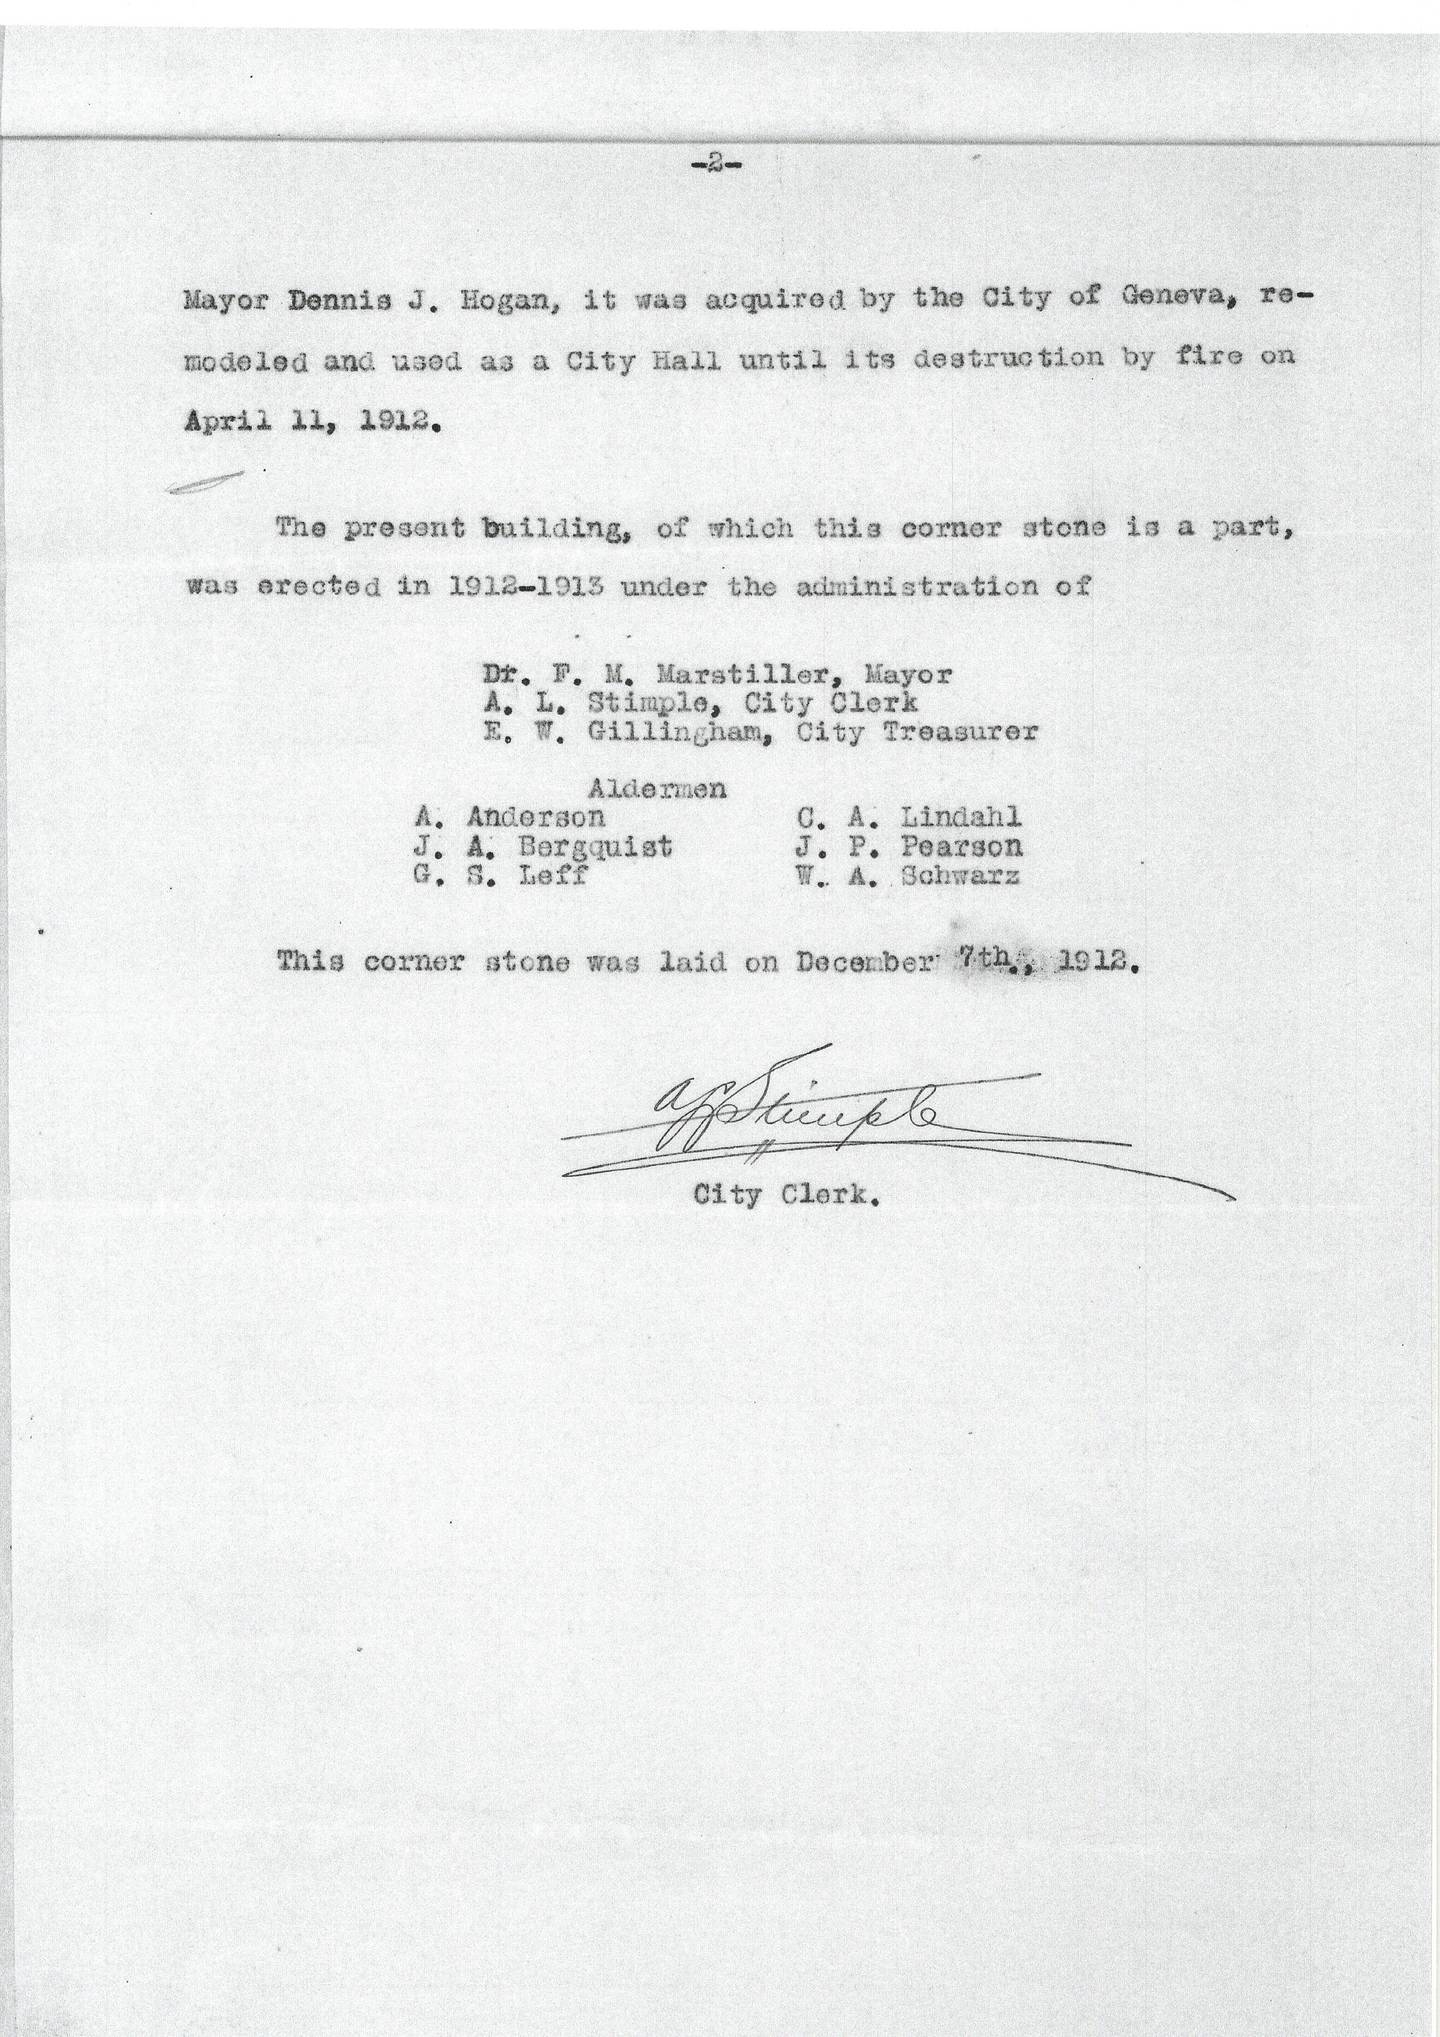 -2-
Mayor Dennis J. Hogan, it was acquired by the City of Geneva, re-
modeled and used as a City Hall until its destruction by fire on
April 11, 1912.
The present building, of which this corner stone is a part,
was erected in 1912-1913 under the administration of
Dr. F. M. Marstiller, Mayor
A. L. Stimple, City Clerk
E. W. Gillingham, City Treasurer
Aldermen
A. Anderson C. A. Lindahl
J. A. Bergquist J. P. Pearson
G. S. Leff W. A. Schwarz
This corner stone was laid on December 7th., 1912.
A L Stimple
City Clerk.